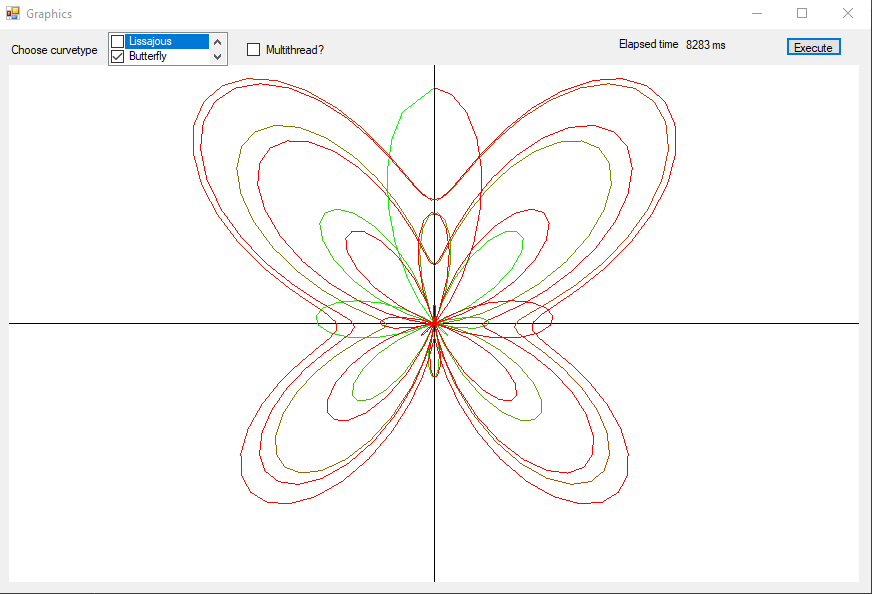 Graphics
Choose curvetype
Lissajous
Butterfly
Multithread?
Elapsed time 8283 ms
Execute